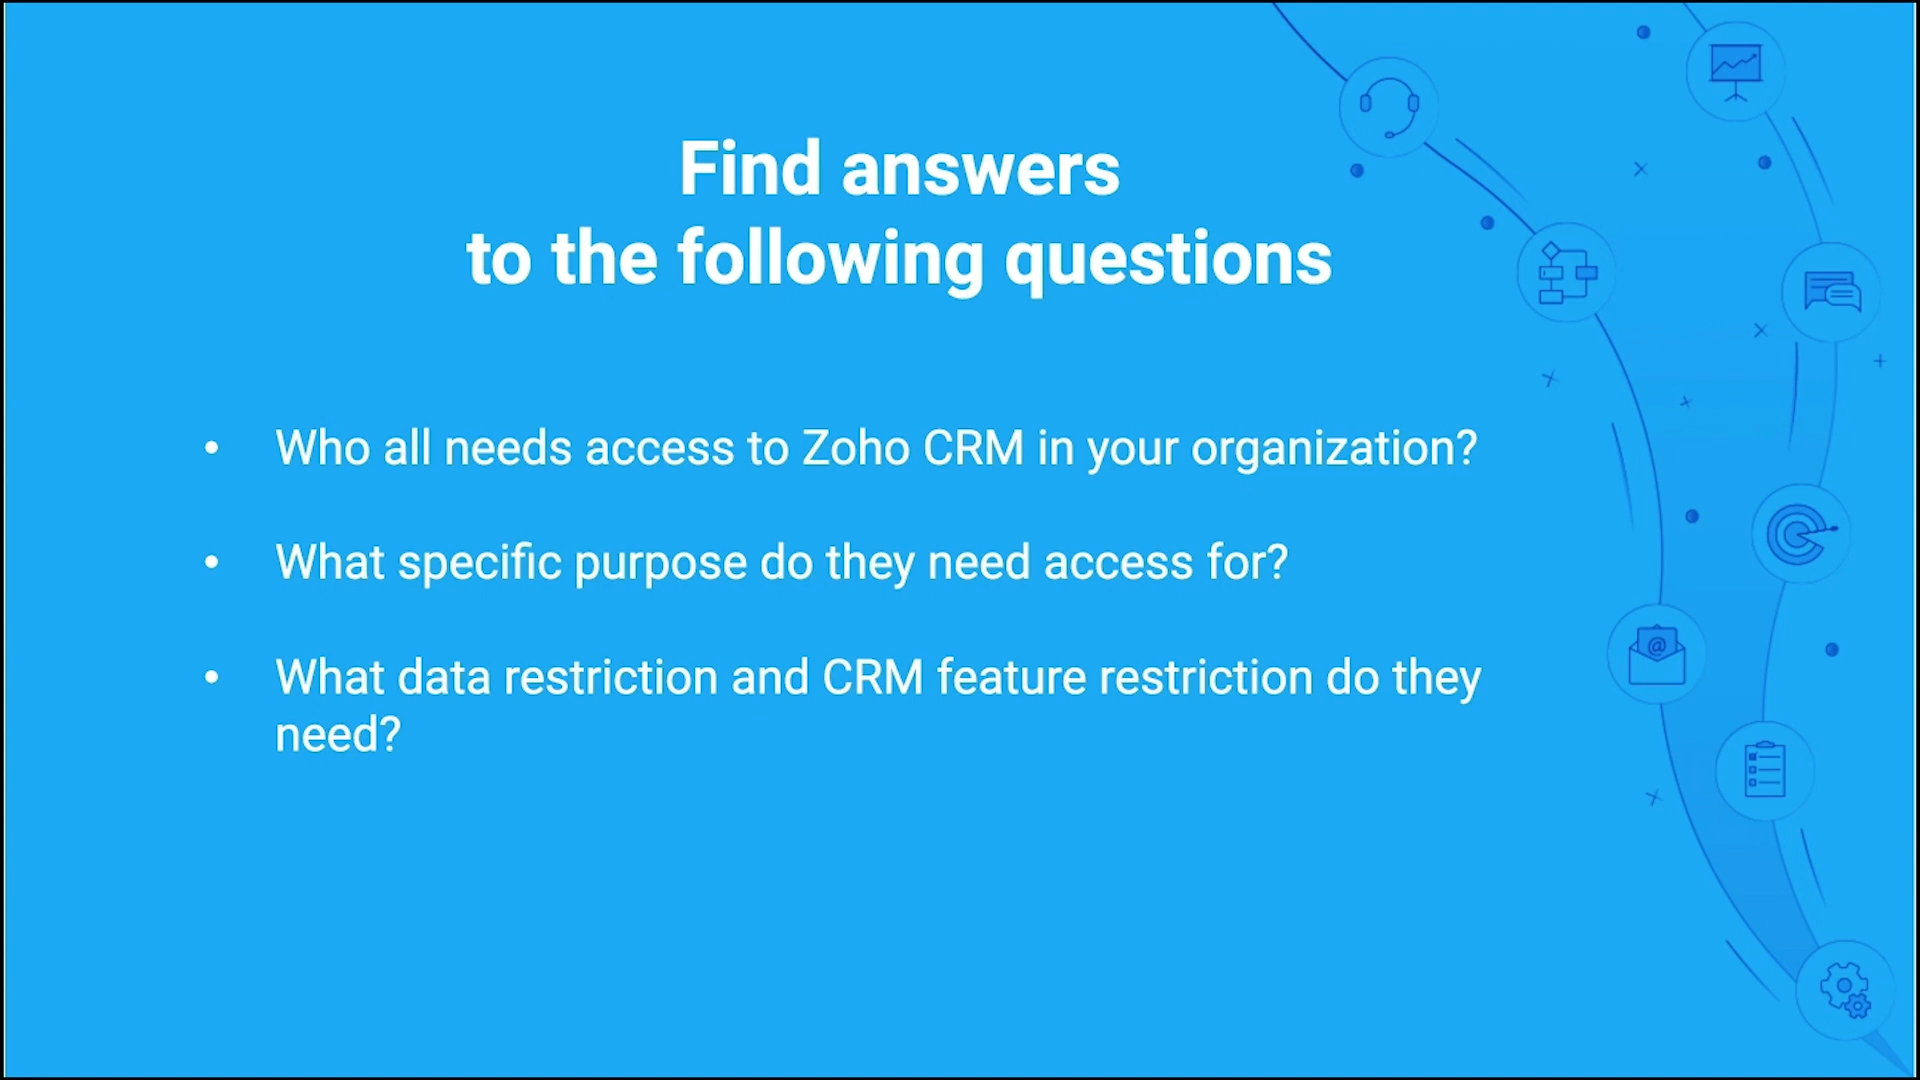 Find answers
to the following questions
• Who all needs access to Zoho CRM in your organization?
• What specific purpose do they need access for?
• What data restriction and CRM feature restriction do they
need?
@